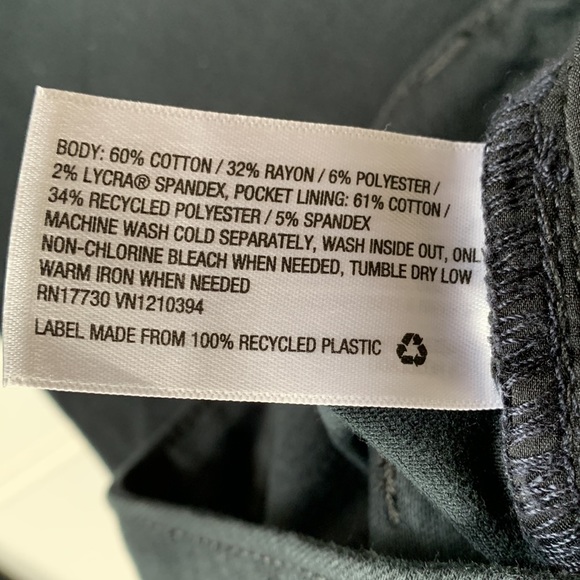 BODY: 60% COTTON / 32% RAYON / 6% POLYESTER /
2% LYCRA® SPANDEX, POCKET LINING: 61% COTTON /
34% RECYCLED POLYESTER / 5% SPANDEX
MACHINE WASH COLD SEPARATELY, WASH INSIDE OUT, ONLY
NON-CHLORINE BLEACH WHEN NEEDED, TUMBLE DRY LOW
WARM IRON WHEN NEEDED
RN17730 VN1210394
LABEL MADE FROM 100% RECYCLED PLASTIC